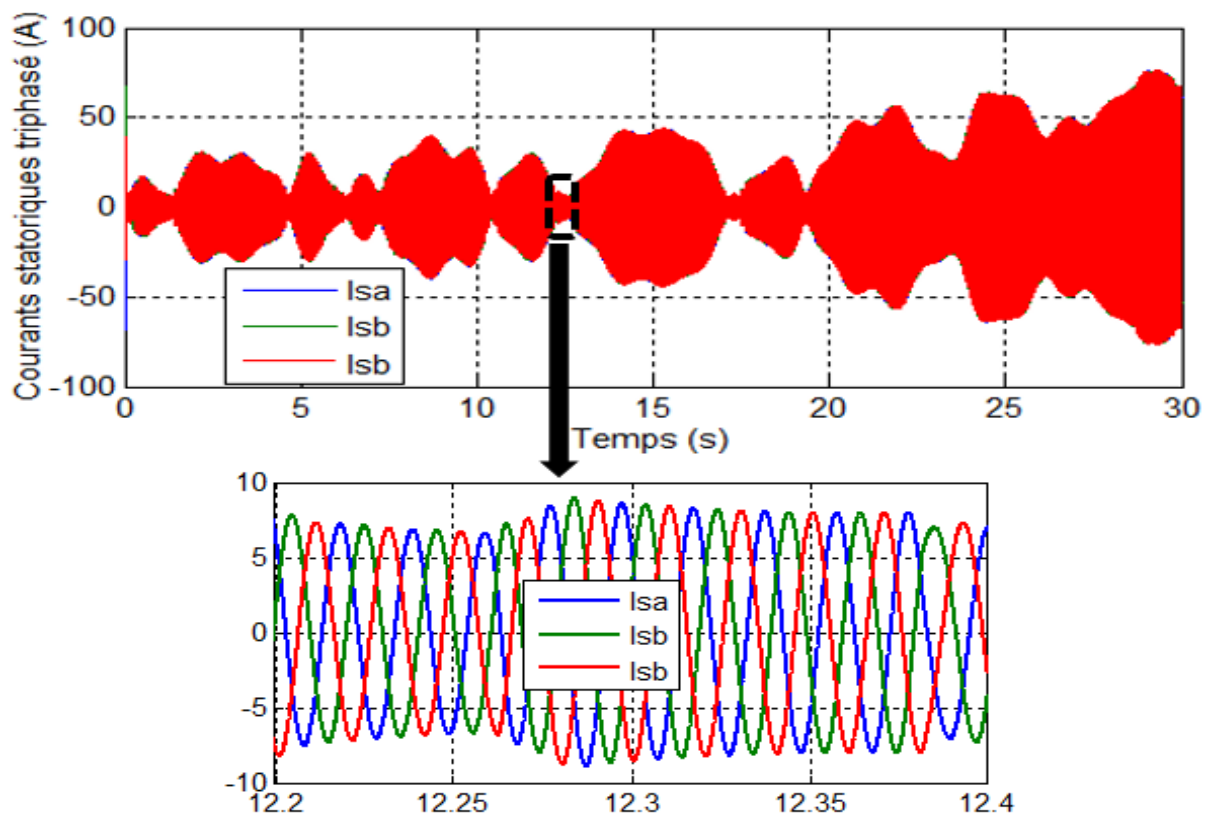 Courants statoriques triphasé (A)
100
50
0
-50
-100
Isa
Isb
Isb
0 5 10 15 20 25 30
Temps (s)
10
5
0
-5
-10
Isa
Isb
Isb
12.2 12.25 12.3 12.35 12.4